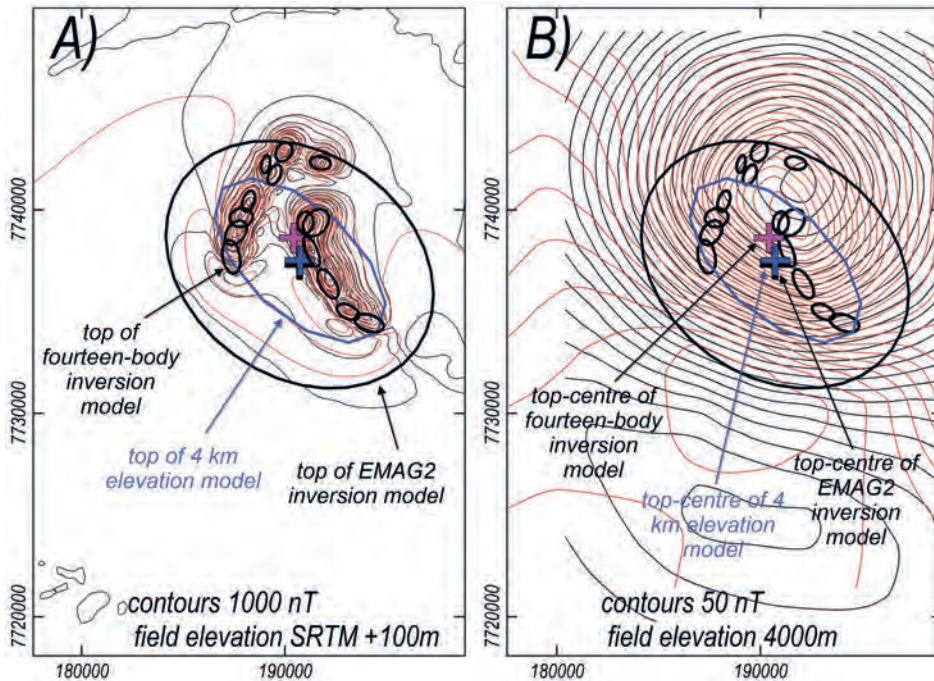 A)
7740000
7730000
7720000
top of
fourteen-body
inversion
model
top of 4 km
elevation model
top of EMAG2
inversion model
contours 1000 nT
field elevation SRTM +100m
180000
190000
B)
top-centre of
fourteen-body
inversion
model
top-centre of 4
km elevation
model
top-centre of
EMAG2
inversion
model
contours 50 nT
field elevation 4000m
7740000
7730000
7720000
180000
190000